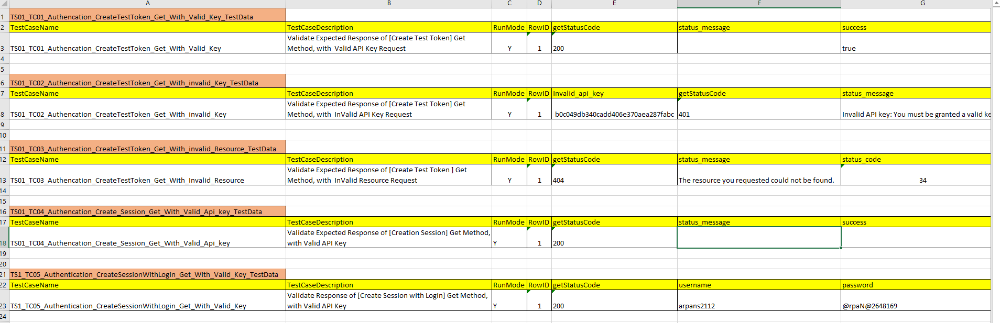 A B C D E F G
1 TS01_TC01_Authencation_CreateTestToken_Get_With_Valid_Key_TestData
2 TestCaseName TestCaseDescription RunMode RowID getStatusCode status_message success
Validate Expected Response of [Create Test Token] Get
3 TS01_TC01_Authencation_CreateTestToken_Get_With_Valid_Key Method, with Valid API Key Request Y 1 200 true
4
5
6 TS01_TC02_Authencation_CreateTestToken_Get_With_invalid_Key_TestData
7 TestCaseName TestCaseDescription RunMode RowID Invalid_api_key getStatusCode status_message
Validate Expected Response of [Create Test Token] Get
8 TS01_TC02_Authencation_CreateTestToken_Get_With_invalid_Key Method, with InValid API Key Request Y 1 b0c049db340cadd406e370aea287fabc 401 Invalid API key: You must be granted a valid ke
9
10
11 TS01_TC03_Authencation_CreateTestToken_Get_With_invalid_Resource_TestData
12 TestCaseName TestCaseDescription RunMode RowID getStatusCode status_message status_code
Validate Expected Response of [Create Test Token ] Get
13 TS01_TC03_Authencation_CreateTestToken_Get_With_Invalid_Resource Method, with InValid Resource Request Y 1 404 The resource you requested could not be found. 34
14
15
16 TS01_TC04_Authencation_Create_Session_Get_With_Valid_Api_key_TestData
17 TestCaseName TestCaseDescription RunMode RowID getStatusCode status_message success
Validate Expected Response of [Creation Session] Get Method,
18 TS01_TC04_Authencation_Create_Session_Get_With_Valid_Api_key with Valid API Key Y 1 200
19
20
21 TS1_TC05_Authentication_CreateSessionWithLogin_Get_With_Valid_Key_TestData
22 TestCaseName TestCaseDescription RunMode RowID getStatusCode username password
Validate Response of [Create Session with Login] Get Method,
23 TS1_TC05_Authentication_CreateSessionWithLogin_Get_With_Valid_Key with Valid API Key Y 1 200 arpans2112 @rpaN@2648169
24